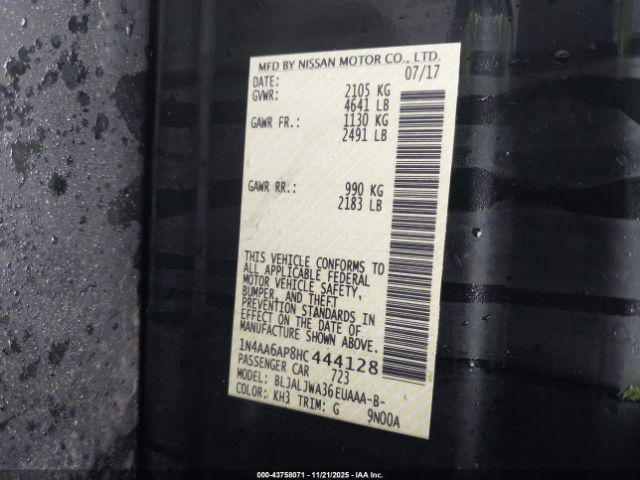 MFD BY NISSAN MOTOR CO., LTD.
DATE: 07/17
GVWR: 2105 KG
4641 LB
GAWR FR.: 1130 KG
2491 LB
GAWR RR.: 990 KG
2183 LB
THIS VEHICLE CONFORMS TO
ALL APPLICABLE FEDERAL
MOTOR VEHICLE SAFETY,
BUMPER, AND THEFT
PREVENTION STANDARDS IN
EFFECT ON THE DATE OF
MANUFACTURE SHOWN ABOVE.
1N4AA6AP8HC 444128
PASSENGER CAR 723
MODEL: BLJALJWA36EUAAA-B-
COLOR: KH3 TRIM: G 9N00A
000-43758071 - 11/21/2025 - IAA Inc.